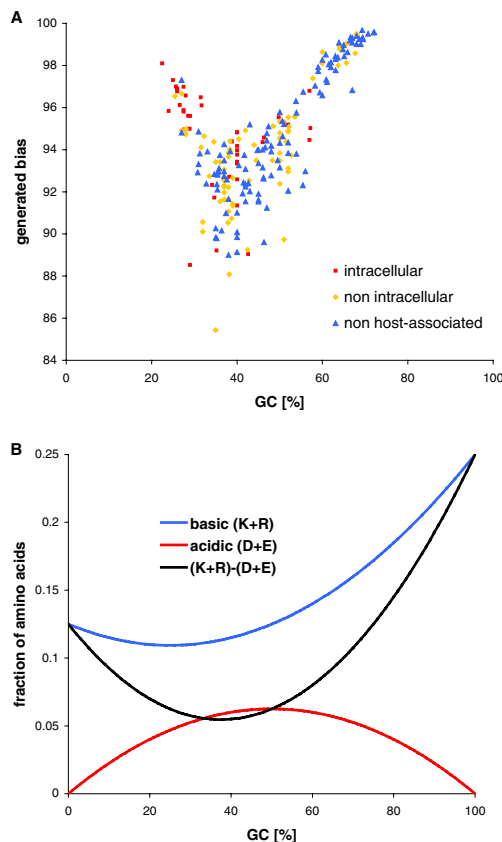 A
100
98
96
94
92
90
88
86
84
generated bias
intracellular
non intracellular
non host-associated
0 20 40 60 80 100
GC [%]
B
0.25
0.2
0.15
0.1
0.05
0
fraction of amino acids
basic (K+R)
acidic (D+E)
(K+R)-(D+E)
0 20 40 60 80 100
GC [%]